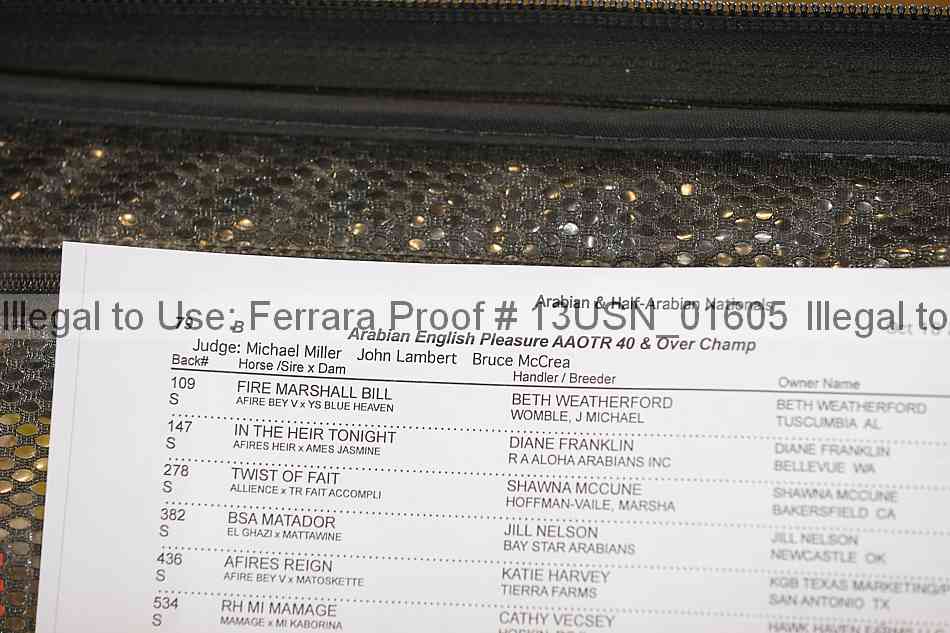 Arabian & Half-Arabian Nationals
Illegal to Use: Ferrara Proof # 13USN_01605 Illegal to
79 B
Arabian English Pleasure AAOTR 40 & Over Champ
Judge: Michael Miller John Lambert Bruce McCrea
Back# Horse /Sire x Dam Handler / Breeder Owner Name
109 FIRE MARSHALL BILL BETH WEATHERFORD BETH WEATHERFORD
S AFIRE BEY V x YS BLUE HEAVEN WOMBLE, J MICHAEL TUSCUMBIA AL
147 IN THE HEIR TONIGHT DIANE FRANKLIN DIANE FRANKLIN
S AFIRES HEIR x AMES JASMINE R A ALOHA ARABIANS INC BELLEVUE WA
278 TWIST OF FAIT SHAWNA MCCUNE SHAWNA MCCUNE
S ALLIENCE x TR FAIT ACCOMPLI HOFFMAN-VAILE, MARSHA BAKERSFIELD CA
382 BSA MATADOR JILL NELSON JILL NELSON
S EL GHAZI x MATTAWINE BAY STAR ARABIANS NEWCASTLE OK
436 AFIRES REIGN KATIE HARVEY KGB TEXAS MARKETING/
S AFIRE BEY V x MATOSKETTE TIERRA FARMS SAN ANTONIO TX
534 RH MI MAMAGE CATHY VECSEY HAWK HAVEN FARMS
S MAMAGE x MI KABORINA